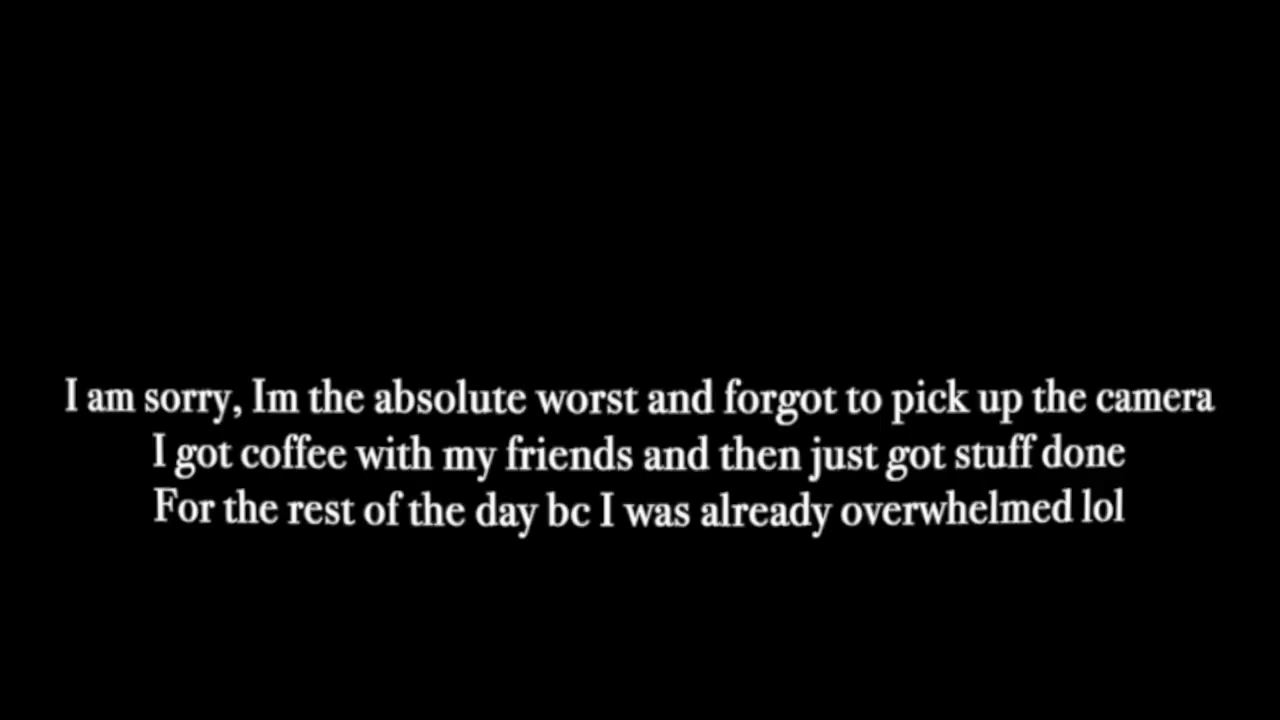 I am sorry, Im the absolute worst and forgot to pick up the camera
I got coffee with my friends and then just got stuff done
For the rest of the day bc I was already overwhelmed lol